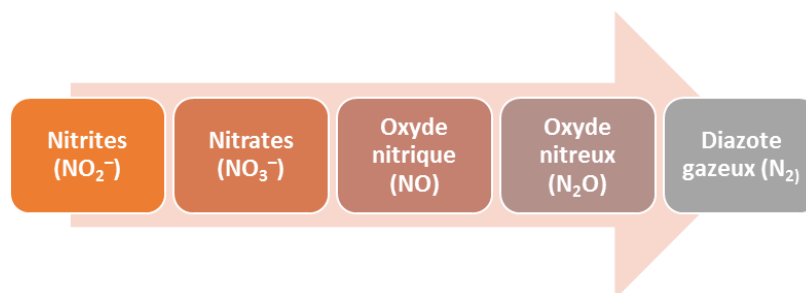 Nitrites
(NO₂⁻)
Nitrates
(NO₃⁻)
Oxyde
nitrique
(NO)
Oxyde
nitreux
(N₂O)
Diazote
gazeux (N₂)